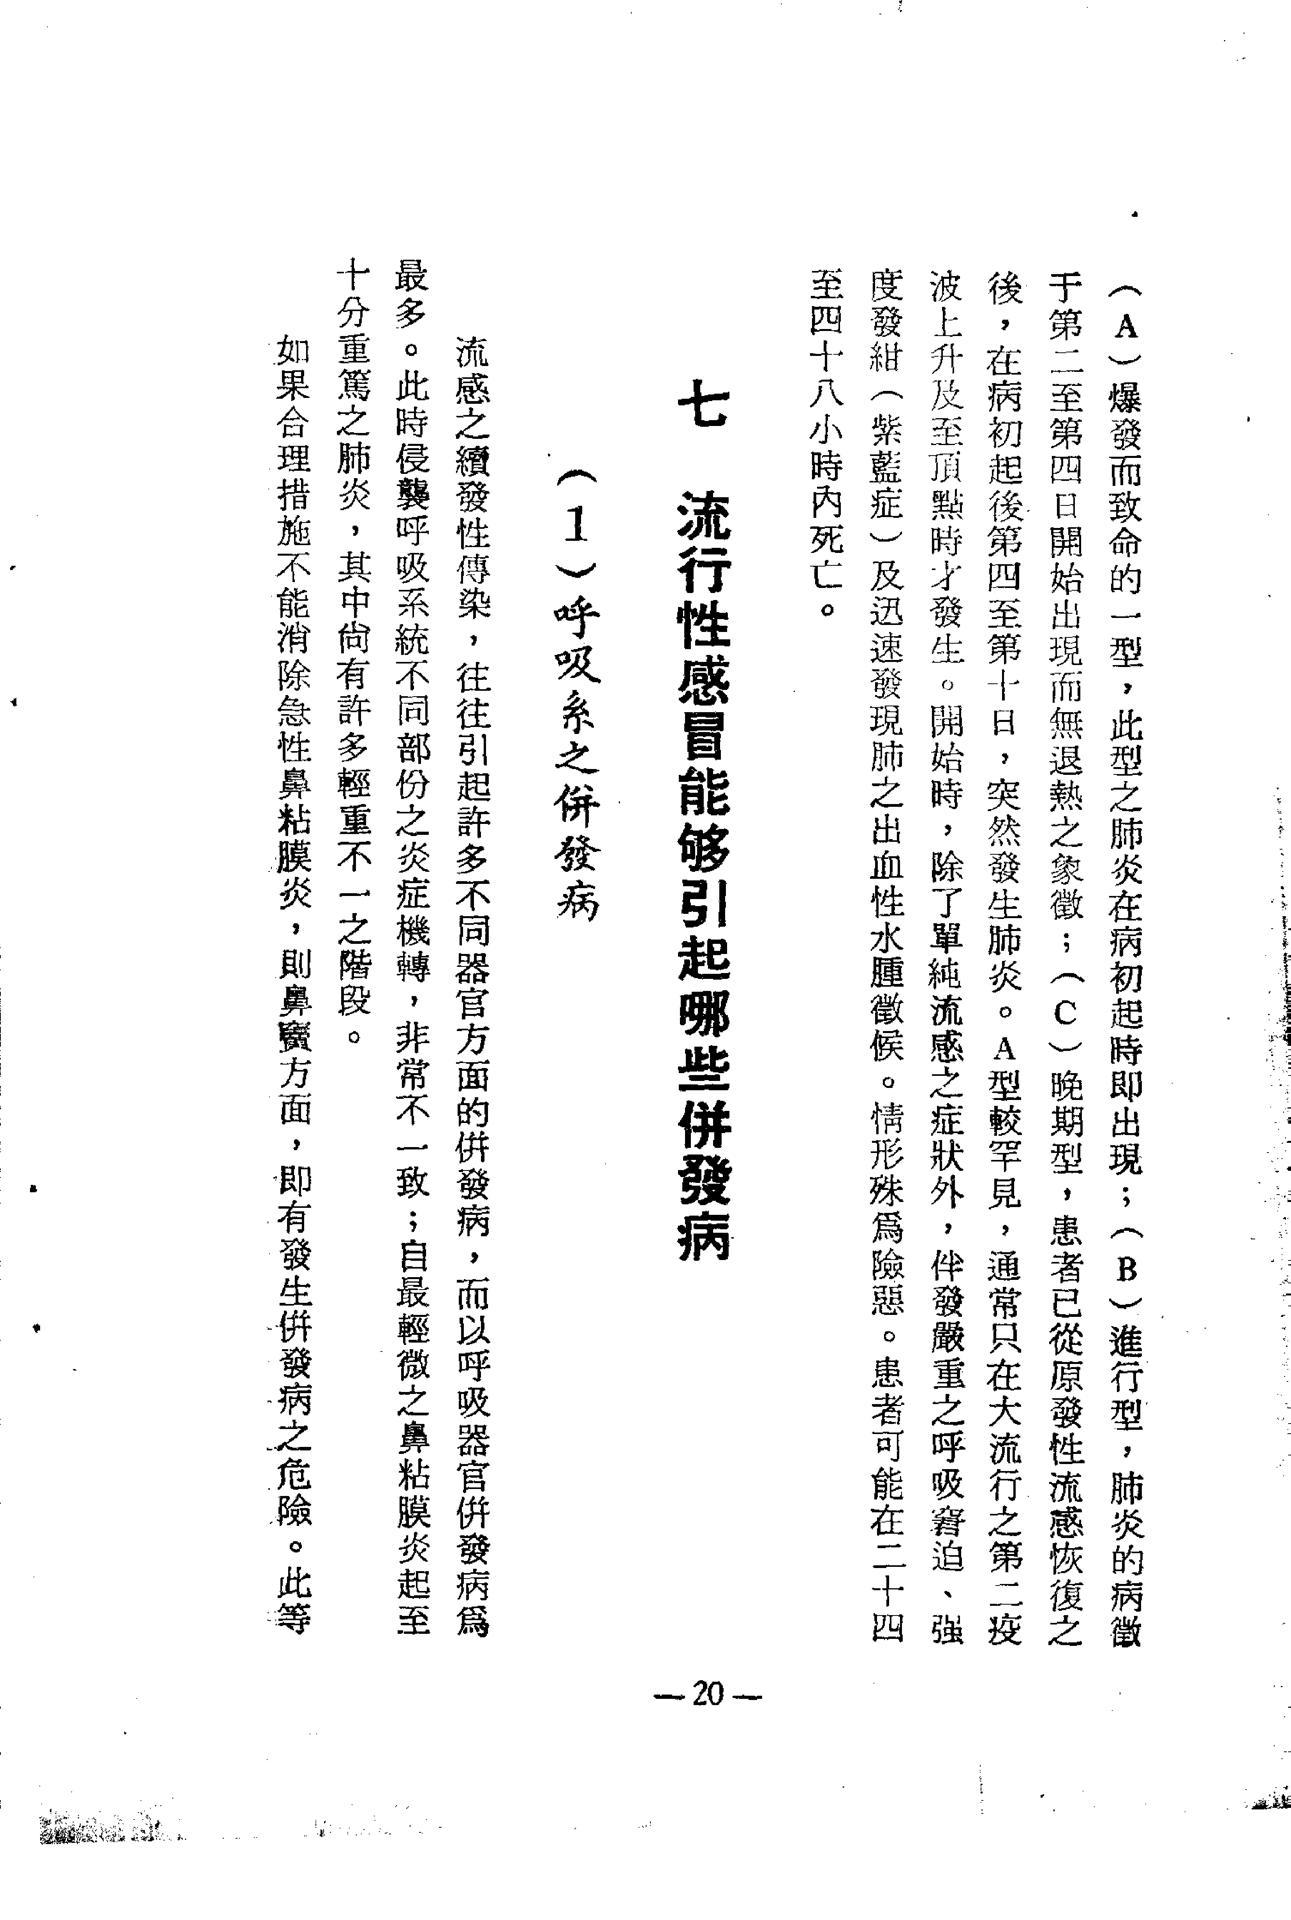 （A）爆發而致命的一型，此型之肺炎在病初起時即出現；（B）進行型，肺炎的病徵
于第二至第四日開始出現而無退熱之象徵；（C）晚期型，患者已從原發性流感恢復之
後，在病初起後第四至第十日，突然發生肺炎。A型較罕見，通常只在大流行之第二疫
波上升及至頂點時才發生。開始時，除了單純流感之症狀外，伴發嚴重之呼吸窘迫、强
度發紺（紫藍症）及迅速發現肺之出血性水腫徵候。情形殊爲險惡。患者可能在二十四
至四十八小時內死亡。
七　流行性感冒能够引起哪些併發病
（1）呼吸系之併發病
流感之續發性傳染，往往引起許多不同器官方面的併發病，而以呼吸器官併發病爲
最多。此時侵襲呼吸系統不同部份之炎症機轉，非常不一致；自最輕微之鼻粘膜炎起至
十分重篤之肺炎，其中尙有許多輕重不一之階段。
如果合理措施不能消除急性鼻粘膜炎，則鼻竇方面，即有發生併發病之危險。此等
—20—